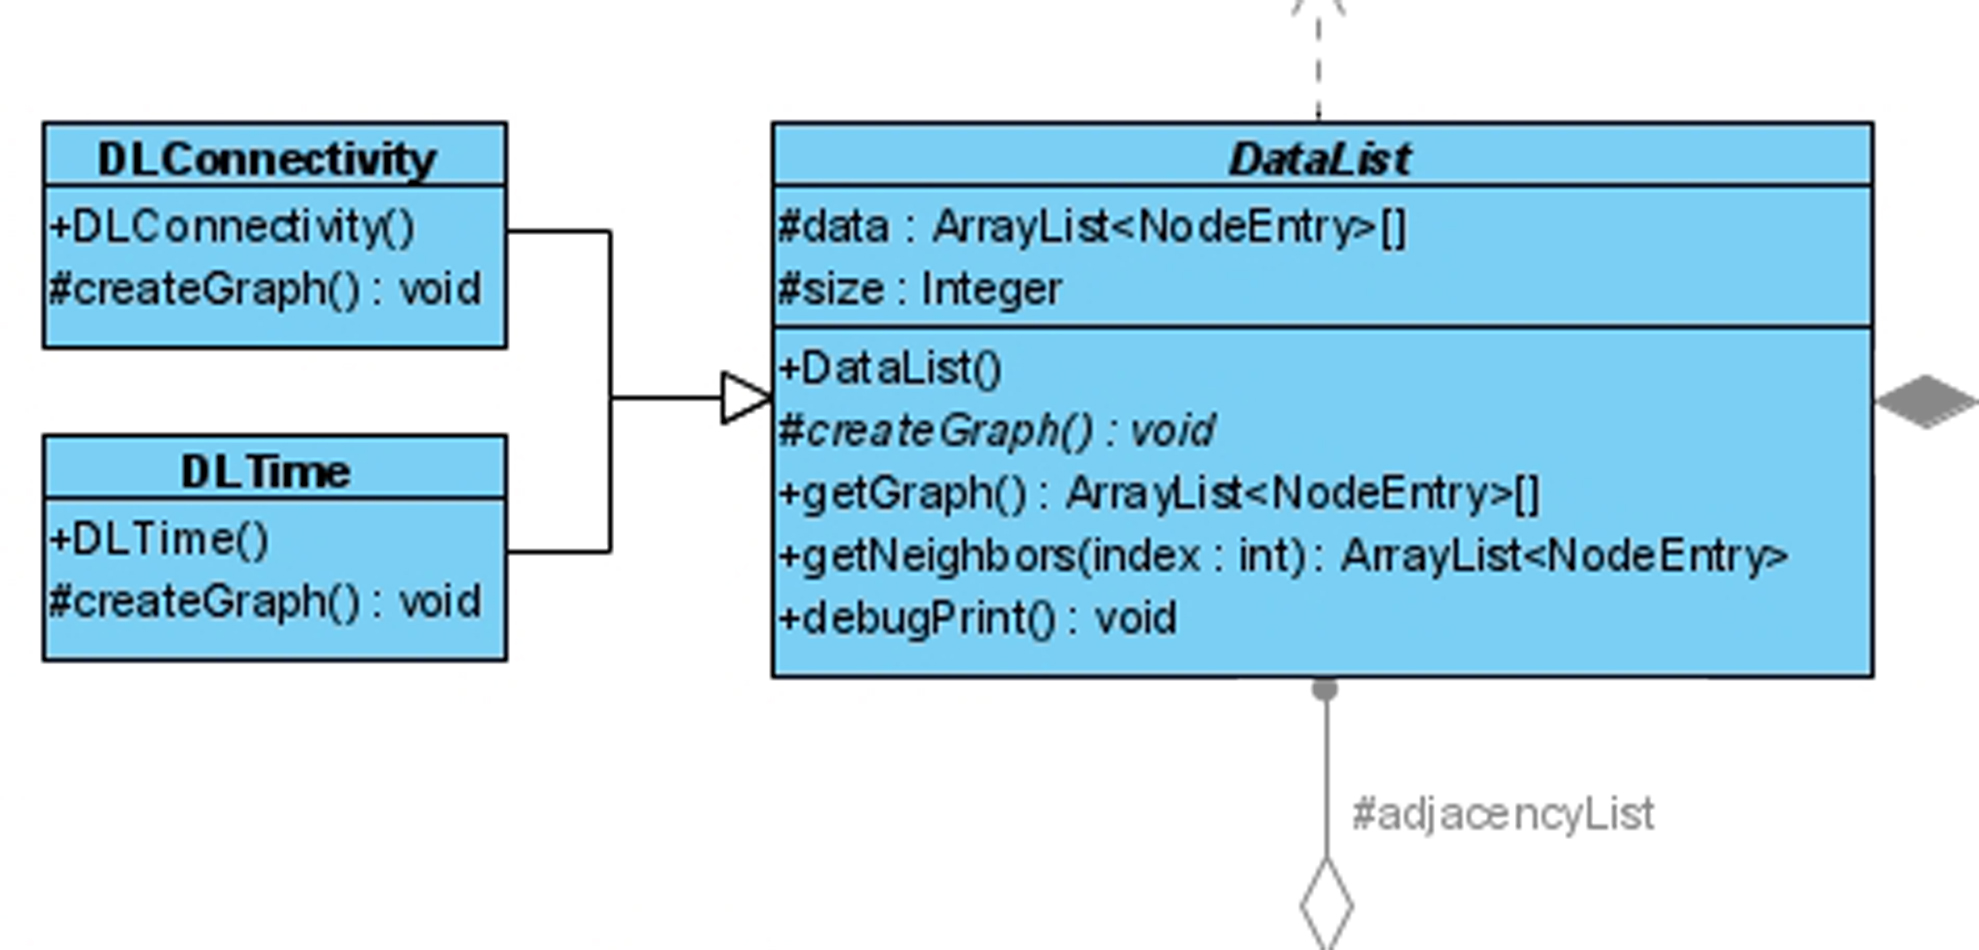 DLConnectivity
+DLConnectivity()
#createGraph() : void
DLTime
+DLTime()
#createGraph() : void
DataList
#data : ArrayList<NodeEntry>[]
#size : Integer
+DataList()
#createGraph() : void
+getGraph() : ArrayList<NodeEntry>[]
+getNeighbors(index : int) : ArrayList<NodeEntry>
+debugPrint() : void
#adjacencyList